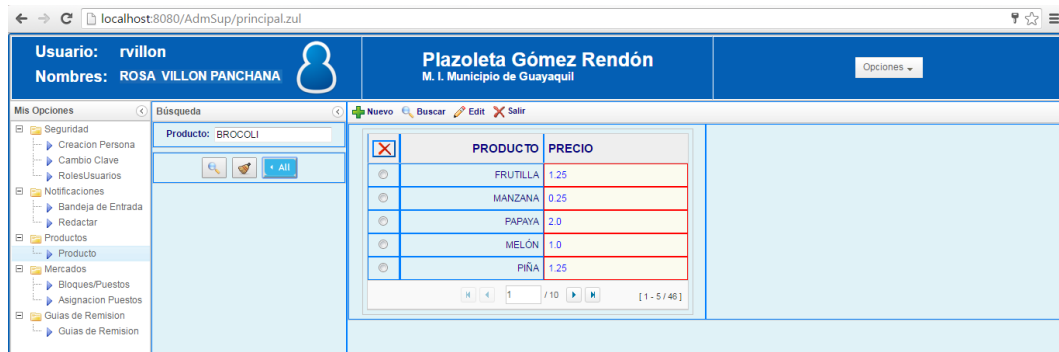 localhost:8080/AdmSup/principal.zul
Usuario: rvillon
Nombres: ROSA VILLON PANCHANA
Plazoleta Gómez Rendón
M. I. Municipio de Guayaquil
Opciones
Mis Opciones
Seguridad
Creacion Persona
Cambio Clave
RolesUsuarios
Notificaciones
Bandeja de Entrada
Redactar
Productos
Producto
Mercados
Bloques/Puestos
Asignacion Puestos
Guias de Remision
Guias de Remision
Búsqueda
Producto: BROCOLI
All
Nuevo Buscar Edit Salir
PRODUCTO PRECIO
FRUTILLA 1.25
MANZANA 0.25
PAPAYA 2.0
MELÓN 1.0
PIÑA 1.25
1 /10 [ 1 - 5 / 46 ]